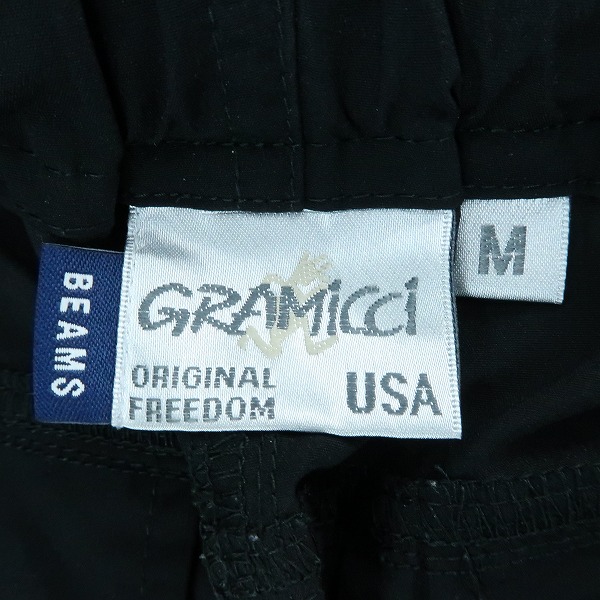 BEAMS
GRAMiCCi
ORIGINAL
FREEDOM
USA
M